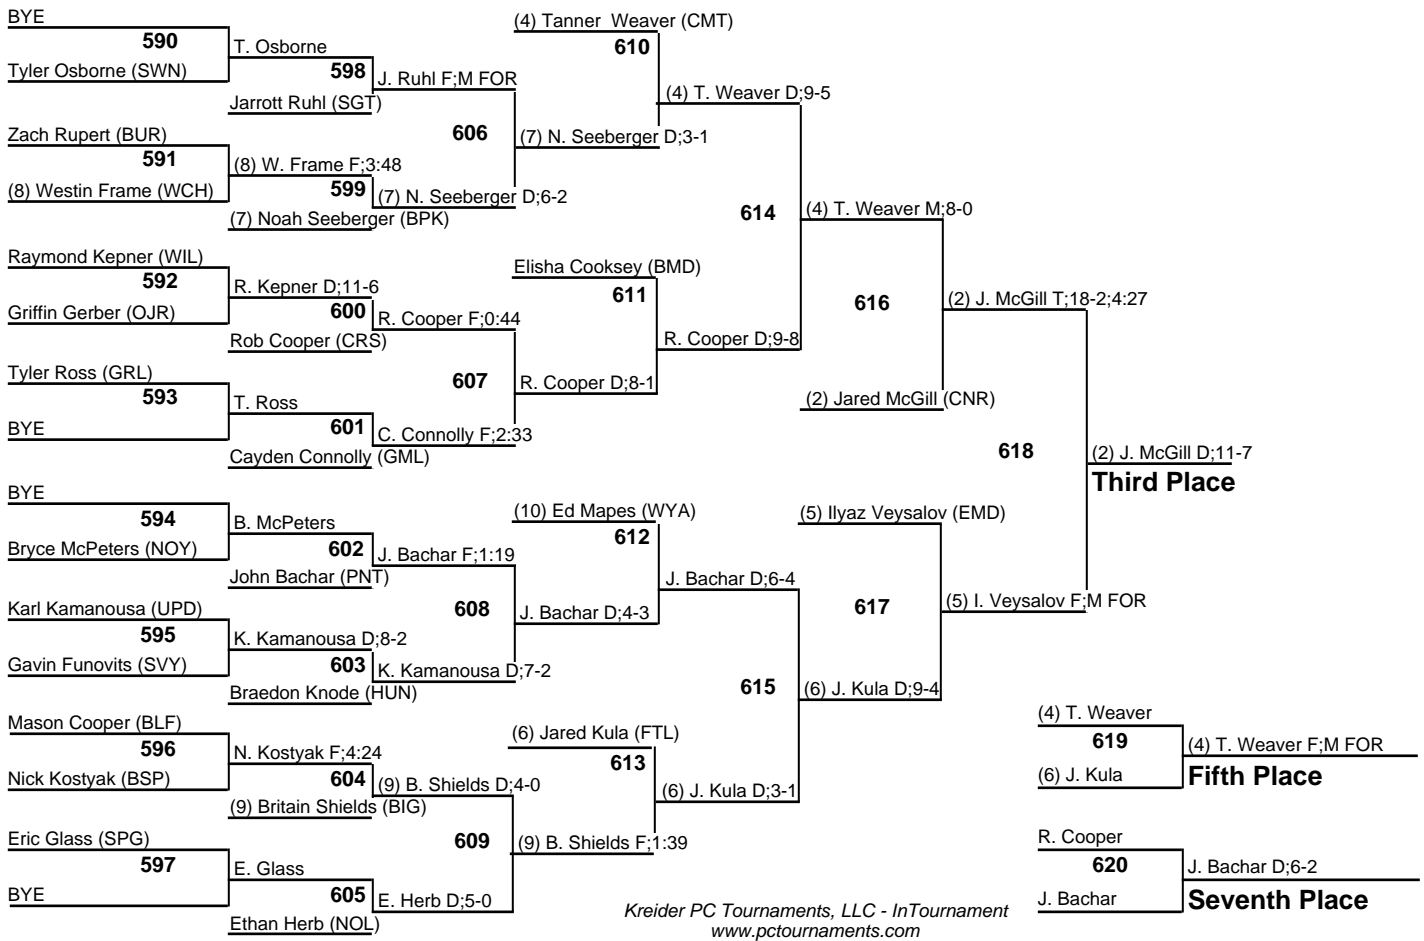 BYE
590
Tyler Osborne (SWN)
T. Osborne
598
Jarrott Ruhl (SGT)
J. Ruhl F;M FOR
Zach Rupert (BUR)
591
(8) Westin Frame (WCH)
(8) W. Frame F;3:48
599
(7) Noah Seeberger (BPK)
(7) N. Seeberger D;6-2
606
(7) N. Seeberger D;3-1
(4) Tanner Weaver (CMT)
610
(4) T. Weaver D;9-5
Raymond Kepner (WIL)
592
Griffin Gerber (OJR)
R. Kepner D;11-6
600
Rob Cooper (CRS)
R. Cooper F;0:44
Tyler Ross (GRL)
593
BYE
T. Ross
601
Cayden Connolly (GML)
C. Connolly F;2:33
607
R. Cooper D;8-1
Elisha Cooksey (BMD)
611
R. Cooper D;9-8
614
(4) T. Weaver M;8-0
616
(2) Jared McGill (CNR)
(2) J. McGill T;18-2;4:27
BYE
594
Bryce McPeters (NOY)
B. McPeters
602
John Bachar (PNT)
J. Bachar F;1:19
Karl Kamanousa (UPD)
595
Gavin Funovits (SVY)
K. Kamanousa D;8-2
603
Braedon Knode (HUN)
K. Kamanousa D;7-2
608
J. Bachar D;4-3
(10) Ed Mapes (WYA)
612
J. Bachar D;6-4
Mason Cooper (BLF)
596
Nick Kostyak (BSP)
N. Kostyak F;4:24
604
(9) Britain Shields (BIG)
(9) B. Shields D;4-0
Eric Glass (SPG)
597
BYE
E. Glass
605
Ethan Herb (NOL)
E. Herb D;5-0
609
(9) B. Shields F;1:39
(6) Jared Kula (FTL)
613
(6) J. Kula D;3-1
615
(6) J. Kula D;9-4
(5) Ilyaz Veysalov (EMD)
617
(5) I. Veysalov F;M FOR
618
(2) J. McGill D;11-7
Third Place
(4) T. Weaver
619
(6) J. Kula
(4) T. Weaver F;M FOR
Fifth Place
R. Cooper
620
J. Bachar
J. Bachar D;6-2
Seventh Place
Kreider PC Tournaments, LLC - InTournament
www.pctournaments.com